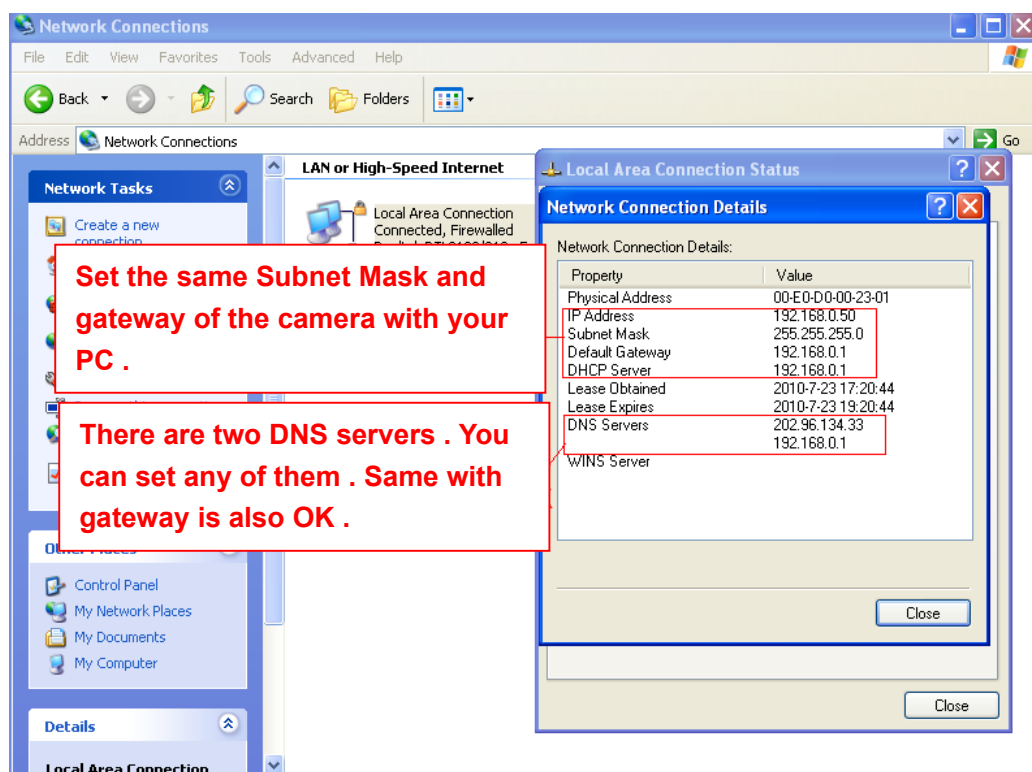 Network Connections
File Edit View Favorites Tools Advanced Help
Back Search Folders
Address Network Connections Go
Network Tasks
Create a new
connection
LAN or High-Speed Internet
Local Area Connection
Connected, Firewalled
Set the same Subnet Mask and
gateway of the camera with your
PC .
There are two DNS servers . You
can set any of them . Same with
gateway is also OK .
Other Places
Control Panel
My Network Places
My Documents
My Computer
Details
Local Area Connection
Local Area Connection Status
Network Connection Details
Network Connection Details:
Property Value
Physical Address 00-E0-D0-00-23-01
IP Address 192.168.0.50
Subnet Mask 255.255.255.0
Default Gateway 192.168.0.1
DHCP Server 192.168.0.1
Lease Obtained 2010-7-23 17:20:44
Lease Expires 2010-7-23 19:20:44
DNS Servers 202.96.134.33
192.168.0.1
WINS Server
Close
Close